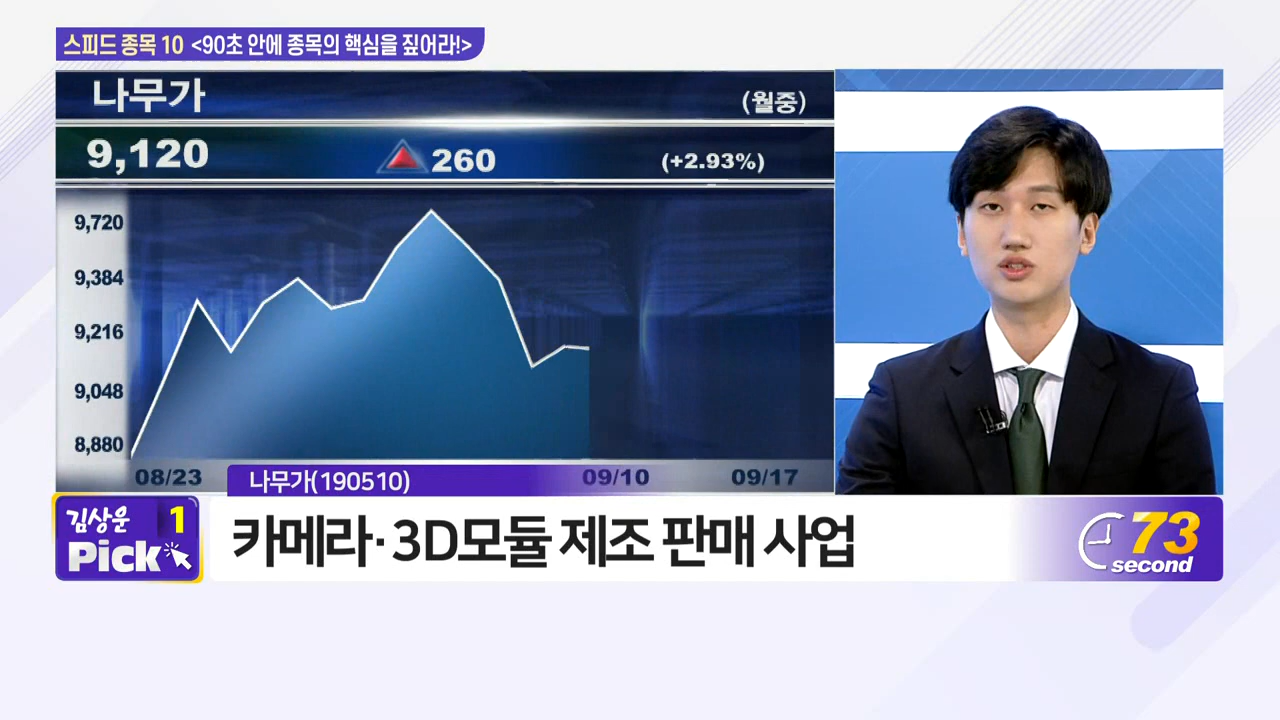 스피드 종목 10 <90초 안에 종목의 핵심을 짚어라!>
나무가
(월중)
9,120
260
(+2.93%)
9,720
9,384
9,216
9,048
8,880
08/23
09/10
09/17
나무가(190510)
김상운
1
Pick
카메라·3D모듈 제조 판매 사업
73
second